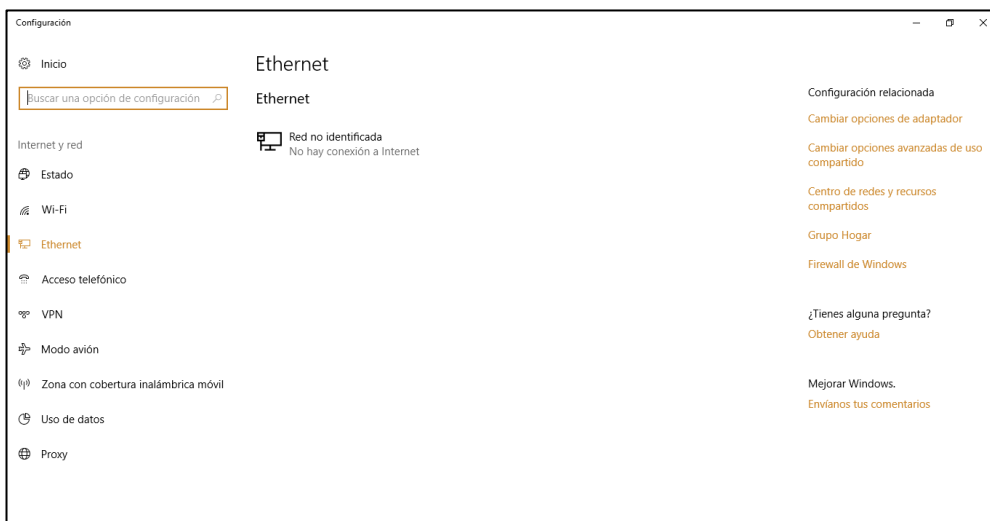 Configuración
Inicio
Buscar una opción de configuración
Internet y red
Estado
Wi-Fi
Ethernet
Acceso telefónico
VPN
Modo avión
Zona con cobertura inalámbrica móvil
Uso de datos
Proxy
Ethernet
Ethernet
Red no identificada
No hay conexión a Internet
Configuración relacionada
Cambiar opciones de adaptador
Cambiar opciones avanzadas de uso
compartido
Centro de redes y recursos
compartidos
Grupo Hogar
Firewall de Windows
¿Tienes alguna pregunta?
Obtener ayuda
Mejorar Windows.
Envíanos tus comentarios